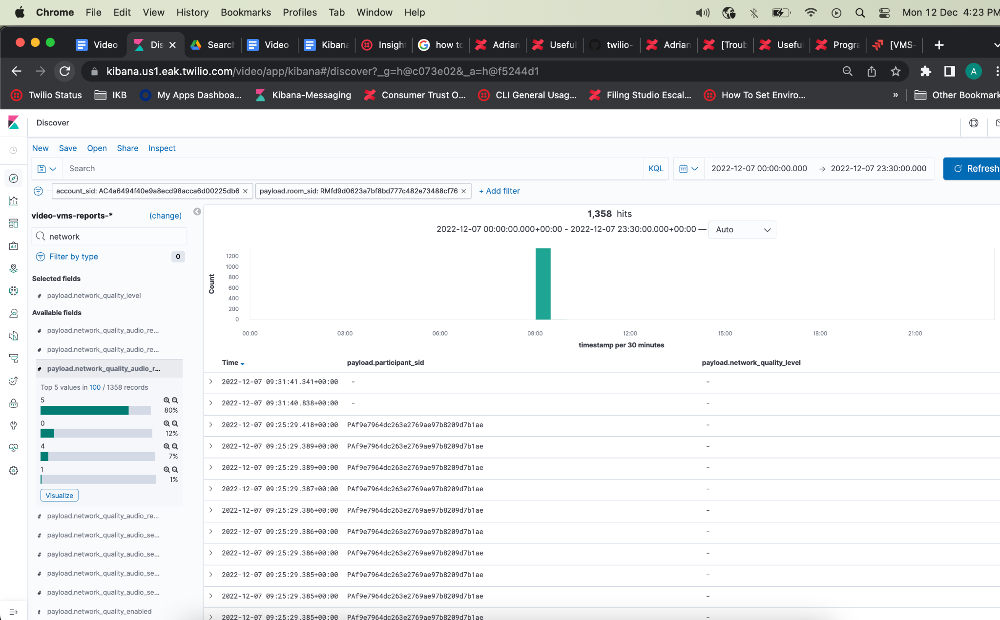 Chrome File Edit View History Bookmarks Profiles Tab Window Help Mon 12 Dec 4:23 PM
Video Dis Search Video Kibana Insight how to Adrian Useful twilio- Adrian [Troub Useful Progra [VMS-
kibana.us1.eak.twilio.com/video/app/kibana#/discover?_g=h@c073e02&_a=h@f5244d1 A
Twilio Status IKB My Apps Dashboa... Kibana-Messaging Consumer Trust O... CLI General Usag... Filing Studio Escal... How To Set Enviro... » Other Bookmark
Discover
New Save Open Share Inspect
Search KQL 2022-12-07 00:00:00.000 → 2022-12-07 23:30:00.000 Refresh
account_sid: AC4a6494f40e9a8ecd98acca6d00225db6 × payload.room_sid: RMfd9d0623a7bf8bd777c482e73488cf76 × + Add filter
video-vms-reports-* (change)
network
Filter by type 0
Selected fields
# payload.network_quality_level
Available fields
# payload.network_quality_audio_re...
# payload.network_quality_audio_re...
# payload.network_quality_audio_r...
Top 5 values in 100 / 1358 records
5
80%
0
12%
4
7%
1
1%
Visualize
# payload.network_quality_audio_re...
# payload.network_quality_audio_se...
# payload.network_quality_audio_se...
# payload.network_quality_audio_se...
# payload.network_quality_audio_se...
t payload.network_quality_enabled
1,358 hits
2022-12-07 00:00:00.000+00:00 - 2022-12-07 23:30:00.000+00:00 — Auto
Count
1200
1000
800
600
400
200
0
00:00 03:00 06:00 09:00 12:00 15:00 18:00 21:00
timestamp per 30 minutes
Time payload.participant_sid payload.network_quality_level
2022-12-07 09:31:41.341+00:00 - -
2022-12-07 09:31:40.838+00:00 - -
2022-12-07 09:25:29.418+00:00 PAf9e7964dc263e2769ae97b8209d7b1ae -
2022-12-07 09:25:29.389+00:00 PAf9e7964dc263e2769ae97b8209d7b1ae -
2022-12-07 09:25:29.389+00:00 PAf9e7964dc263e2769ae97b8209d7b1ae -
2022-12-07 09:25:29.387+00:00 PAf9e7964dc263e2769ae97b8209d7b1ae -
2022-12-07 09:25:29.386+00:00 PAf9e7964dc263e2769ae97b8209d7b1ae -
2022-12-07 09:25:29.386+00:00 PAf9e7964dc263e2769ae97b8209d7b1ae -
2022-12-07 09:25:29.386+00:00 PAf9e7964dc263e2769ae97b8209d7b1ae -
2022-12-07 09:25:29.385+00:00 PAf9e7964dc263e2769ae97b8209d7b1ae -
2022-12-07 09:25:29.385+00:00 PAf9e7964dc263e2769ae97b8209d7b1ae -
2022-12-07 09:25:29.385+00:00 PAf9e7964dc263e2769ae97b8209d7b1ae -